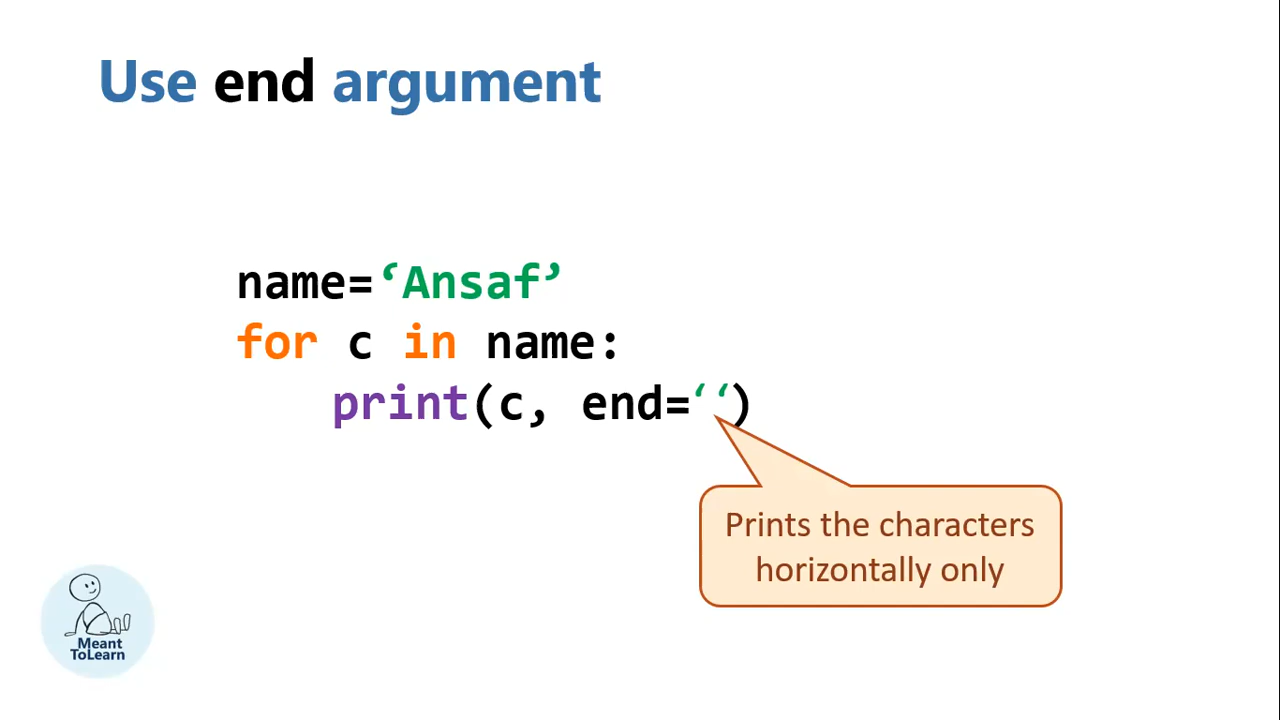 Use end argument
name=‘Ansaf’
for c in name:
    print(c, end=‘‘)
Prints the characters
horizontally only
Meant
ToLearn